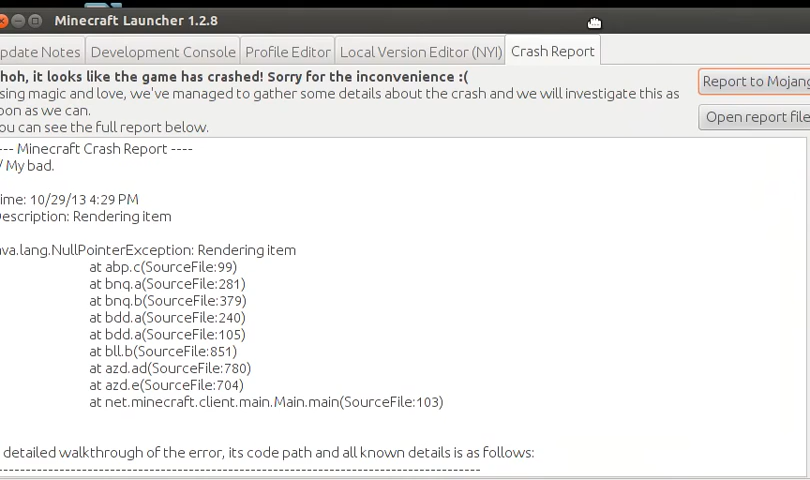 Minecraft Launcher 1.2.8
pdate Notes Development Console Profile Editor Local Version Editor (NYI) Crash Report
hoh, it looks like the game has crashed! Sorry for the inconvenience :(
Report to Mojang
sing magic and love, we've managed to gather some details about the crash and we will investigate this as
oon as we can.
Open report file
ou can see the full report below.
--- Minecraft Crash Report ----
/ My bad.
ime: 10/29/13 4:29 PM
escription: Rendering item
ava.lang.NullPointerException: Rendering item
at abp.c(SourceFile:99)
at bnq.a(SourceFile:281)
at bnq.b(SourceFile:379)
at bdd.a(SourceFile:240)
at bdd.a(SourceFile:105)
at bll.b(SourceFile:851)
at azd.ad(SourceFile:780)
at azd.e(SourceFile:704)
at net.minecraft.client.main.Main.main(SourceFile:103)
detailed walkthrough of the error, its code path and all known details is as follows:
---------------------------------------------------------------------------------------